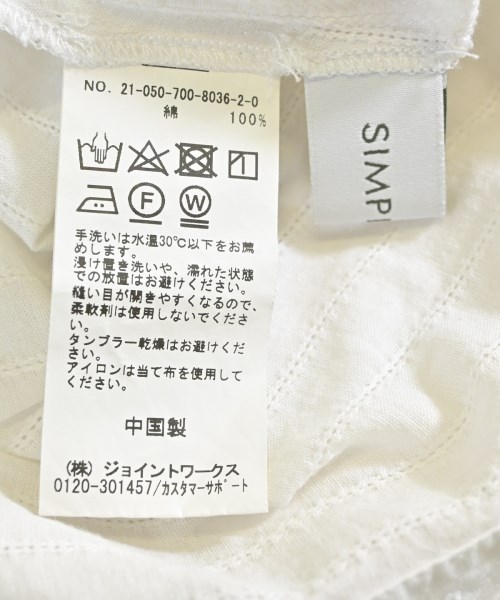 NO. 21-050-700-8036-2-0
綿 100%
F W
手洗いは水温30℃以下をお薦
めします。
浸け置き洗いや、濡れた状態
での放置はお避けください。
縫い目が開きやすくなるので、
柔軟剤は使用しないでくださ
い。
タンブラー乾燥はお避けくだ
さい。
アイロンは当て布を使用して
ください。
中国製
(株) ジョイントワークス
0120-301457/カスタマーサポート
SIMP